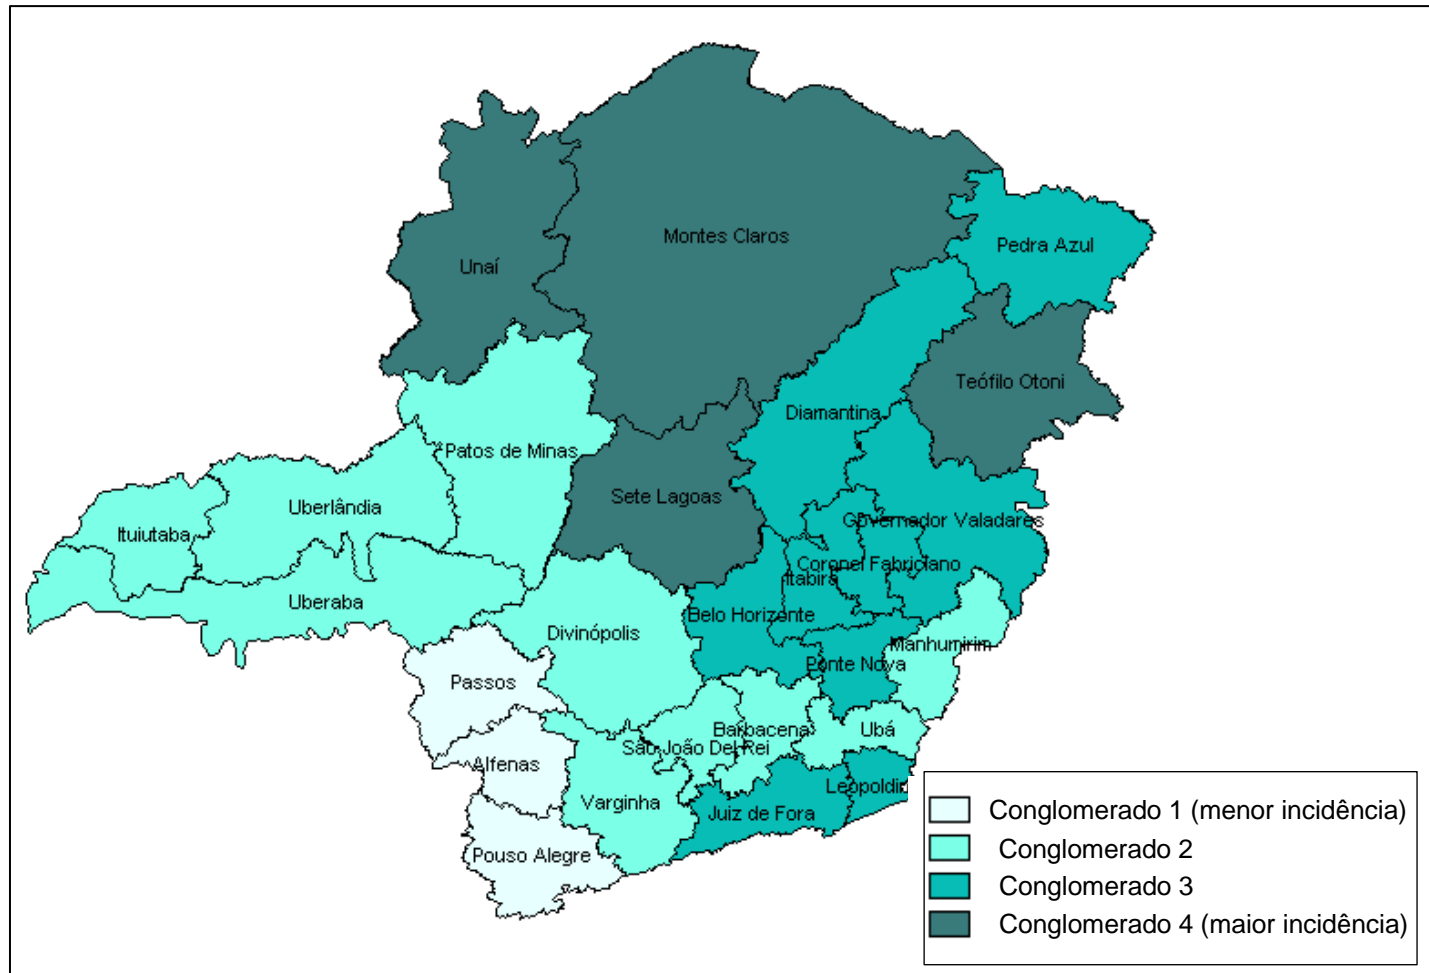 Montes Claros
Pedra Azul
Unaí
Teófilo Otoni
Diamantina
Patos de Minas
Sete Lagoas
Uberlândia
Governador Valadares
Ituiutaba
Coronel Fabriciano
Itabira
Uberaba
Belo Horizonte
Divinópolis
Manhumirim
Ponte Nova
Passos
Barbacena
Ubá
São João Del Rei
Alfenas
Leopoldin
Varginha
Juiz de Fora
Pouso Alegre
Conglomerado 1 (menor incidência)
Conglomerado 2
Conglomerado 3
Conglomerado 4 (maior incidência)